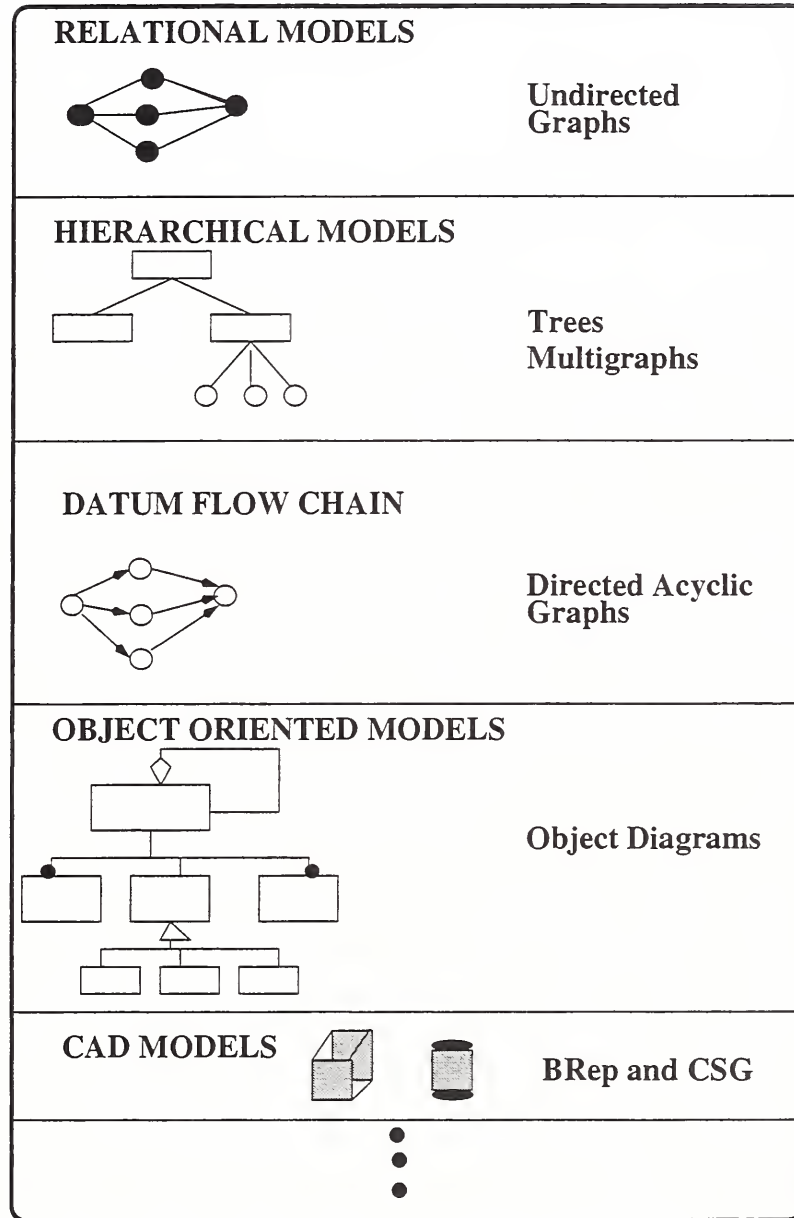 RELATIONAL MODELS
Undirected
Graphs
HIERARCHICAL MODELS
Trees
Multigraphs
DATUM FLOW CHAIN
Directed Acyclic
Graphs
OBJECT ORIENTED MODELS
Object Diagrams
CAD MODELS
BRep and CSG